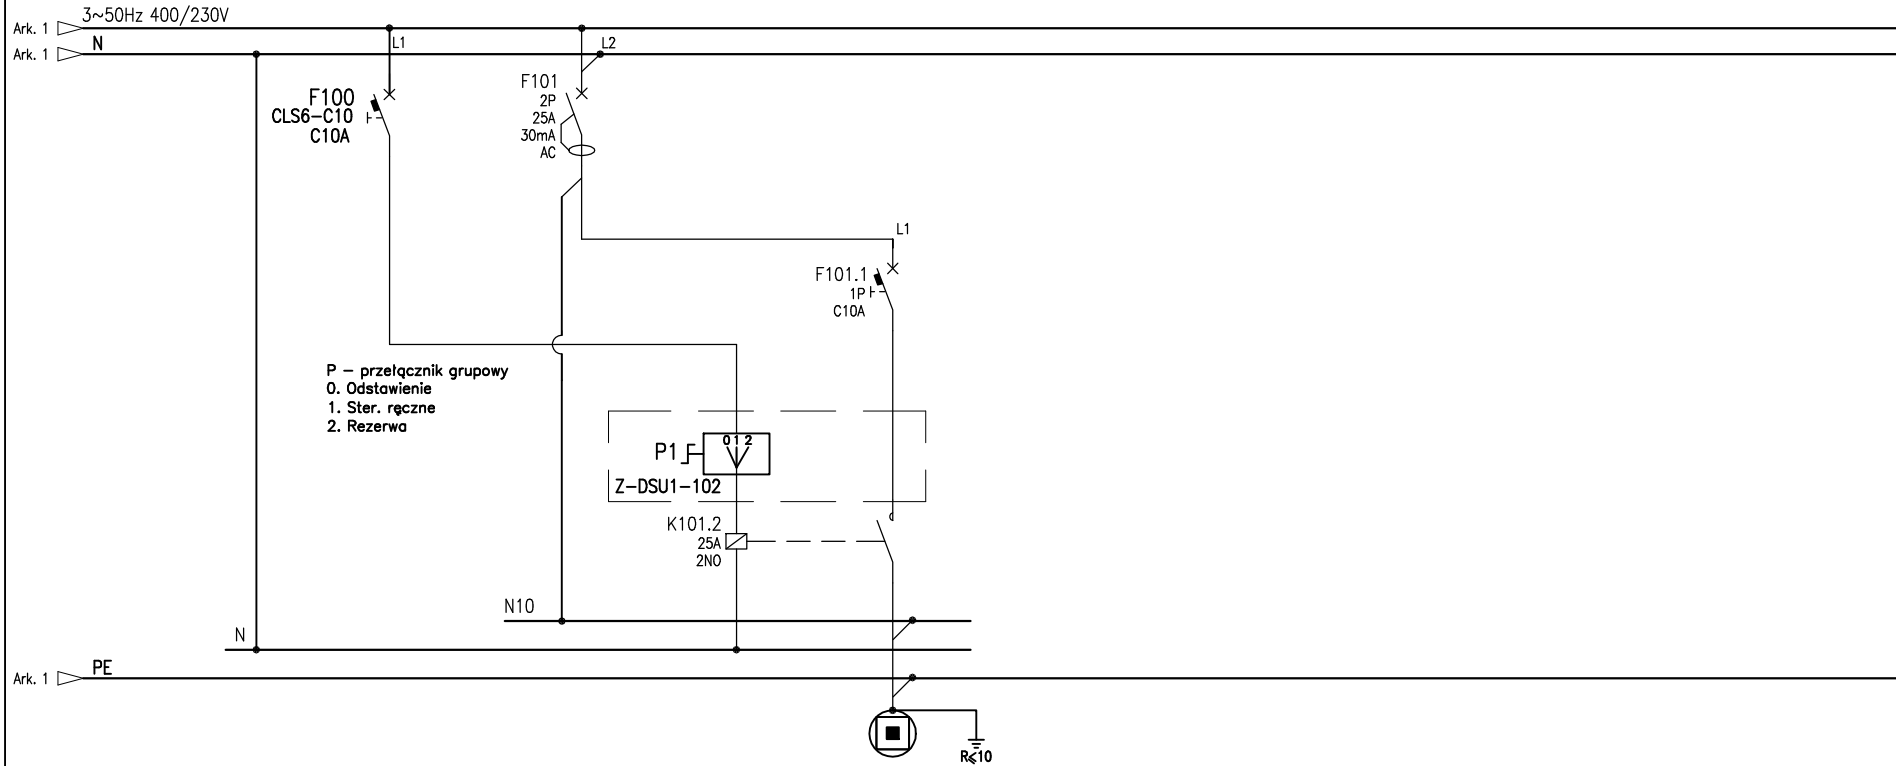 3~50Hz 400/230V
Ark. 1
Ark. 1
N
L1
L2
F100
CLS6-C10
C10A
F101
2P
25A
30mA
AC
L1
F101.1
1P
C10A
P - przełącznik grupowy
0. Odstawienie
1. Ster. ręczne
2. Rezerwa
0 1 2
P1
Z-DSU1-102
K101.2
25A
2NO
N10
N
Ark. 1
PE
R⩽10